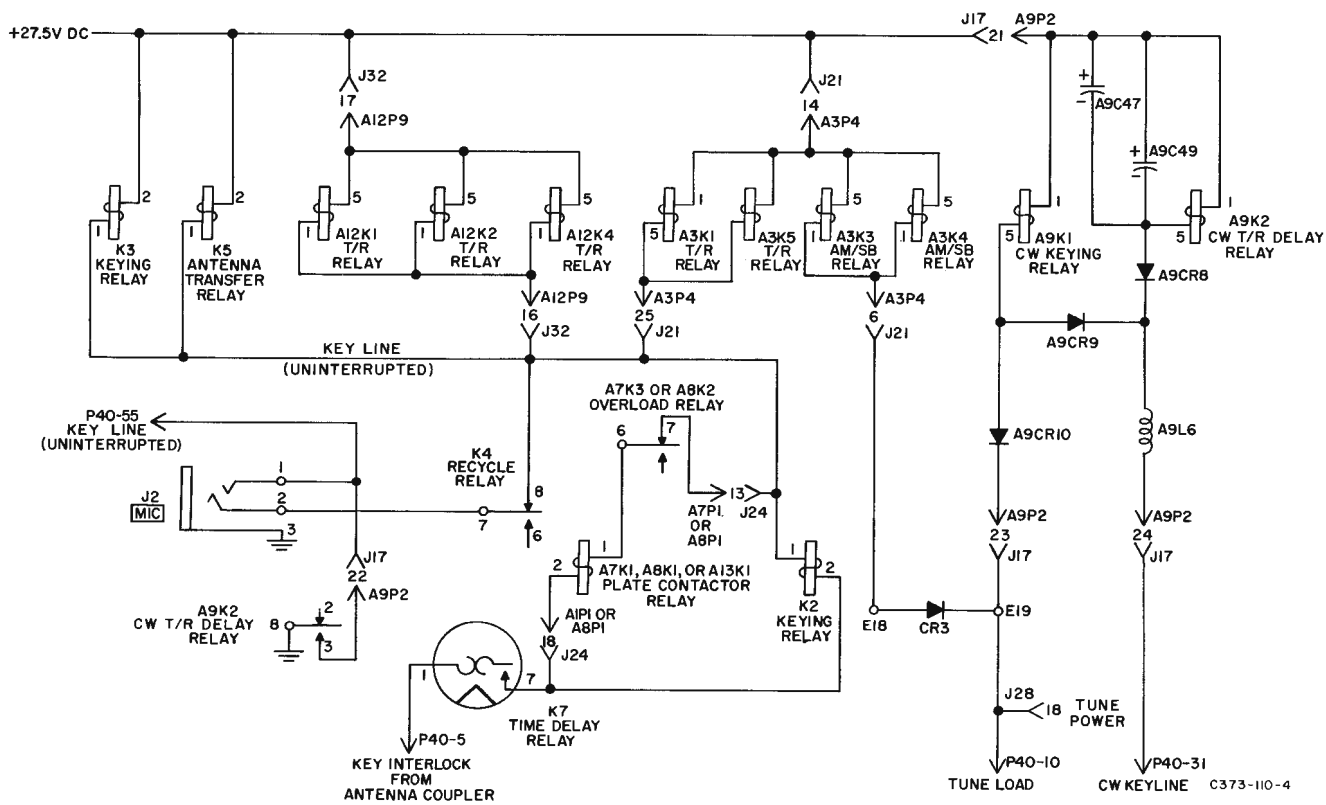 J17 A9P2
+27.5V DC
21
J32
17
A12P9
J21
14
A3P4
+
-
A9C47
+
-
A9C49
2
1
K3
KEYING
RELAY
2
1
K5
ANTENNA
TRANSFER
RELAY
5
1
A12K1
T/R
RELAY
5
1
A12K2
T/R
RELAY
5
1
A12K4
T/R
RELAY
1
5
A3K1
T/R
RELAY
5
1
A3K5
T/R
RELAY
5
1
A3K3
AM/SB
RELAY
5
1
A3K4
AM/SB
RELAY
1
A9K1
CW KEYING
RELAY
1
5
A9K2
CW T/R DELAY
RELAY
A9CR8
A12P9
16
J32
A3P4
25
J21
A3P4
6
J21
A9CR9
KEY LINE
(UNINTERRUPTED)
A7K3 OR A8K2
OVERLOAD RELAY
6
7
P40-55
KEY LINE
(UNINTERRUPTED)
A9CR10
A9L6
K4
RECYCLE
RELAY
8
7
6
J2
MIC
1
2
3
13
J24
A7P1
OR
A8P1
A9P2
23
J17
A9P2
24
J17
J17
22
A9P2
1
2
A7K1, A8K1, OR A13K1
PLATE CONTACTOR
RELAY
1
2
K2
KEYING
RELAY
A9K2
CW T/R DELAY
RELAY
8
2
3
A1P1 OR
A8P1
18
J24
E18
CR3
E19
1
7
K7
TIME DELAY
RELAY
J28
18
TUNE
POWER
P40-5
KEY INTERLOCK
FROM
ANTENNA COUPLER
P40-10
TUNE LOAD
P40-31
CW KEYLINE
C373-110-4